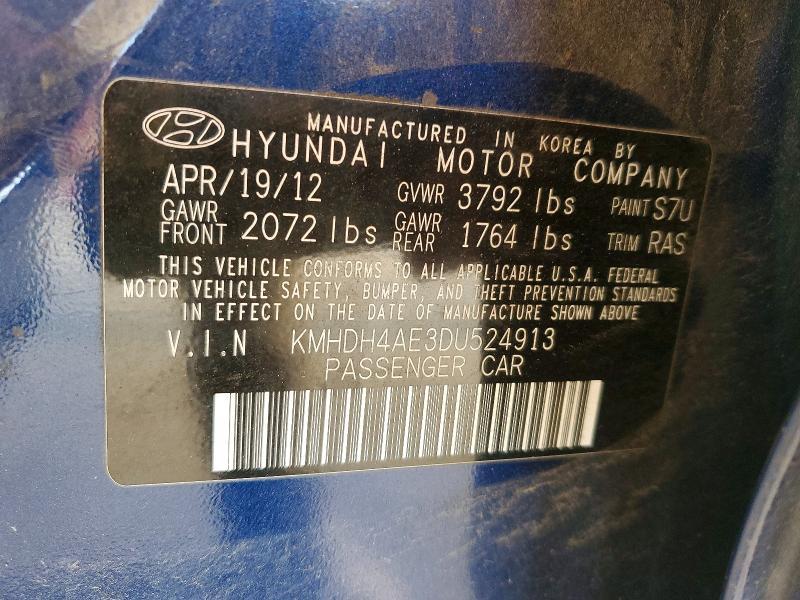 MANUFACTURED IN KOREA BY
HYUNDAI MOTOR COMPANY
APR/19/12 GVWR 3792 lbs PAINT S7U
GAWR FRONT 2072 lbs GAWR REAR 1764 lbs TRIM RAS
THIS VEHICLE CONFORMS TO ALL APPLICABLE U.S.A. FEDERAL
MOTOR VEHICLE SAFETY, BUMPER, AND THEFT PREVENTION STANDARDS
IN EFFECT ON THE DATE OF MANUFACTURE SHOWN ABOVE
V.I.N KMHDH4AE3DU524913
PASSENGER CAR